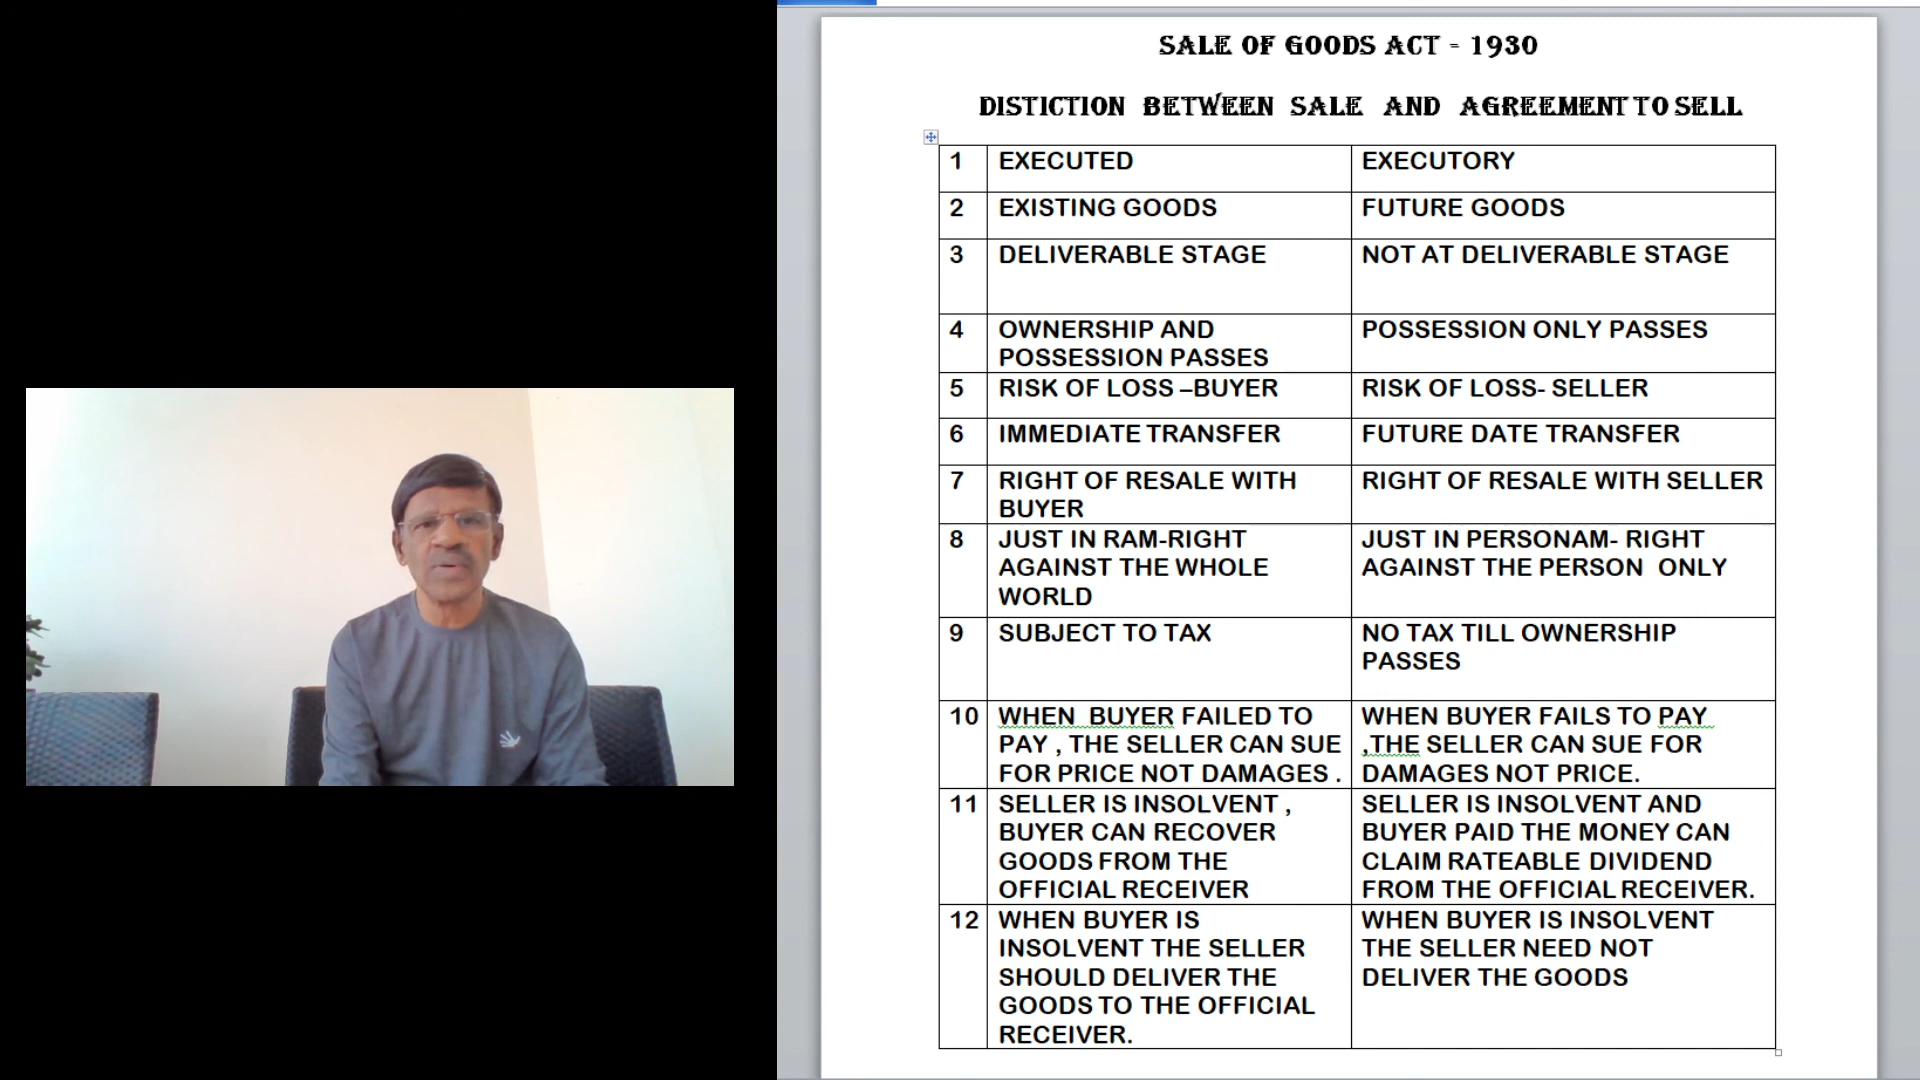 SALE OF GOODS ACT - 1930
DISTICTION BETWEEN SALE AND AGREEMENT TO SELL
1 EXECUTED EXECUTORY
2 EXISTING GOODS FUTURE GOODS
3 DELIVERABLE STAGE NOT AT DELIVERABLE STAGE
4 OWNERSHIP AND POSSESSION ONLY PASSES
POSSESSION PASSES
5 RISK OF LOSS –BUYER RISK OF LOSS- SELLER
6 IMMEDIATE TRANSFER FUTURE DATE TRANSFER
7 RIGHT OF RESALE WITH RIGHT OF RESALE WITH SELLER
BUYER
8 JUST IN RAM-RIGHT JUST IN PERSONAM- RIGHT
AGAINST THE WHOLE AGAINST THE PERSON ONLY
WORLD
9 SUBJECT TO TAX NO TAX TILL OWNERSHIP
PASSES
10 WHEN BUYER FAILED TO WHEN BUYER FAILS TO PAY
PAY , THE SELLER CAN SUE ,THE SELLER CAN SUE FOR
FOR PRICE NOT DAMAGES . DAMAGES NOT PRICE.
11 SELLER IS INSOLVENT , SELLER IS INSOLVENT AND
BUYER CAN RECOVER BUYER PAID THE MONEY CAN
GOODS FROM THE CLAIM RATEABLE DIVIDEND
OFFICIAL RECEIVER FROM THE OFFICIAL RECEIVER.
12 WHEN BUYER IS WHEN BUYER IS INSOLVENT
INSOLVENT THE SELLER THE SELLER NEED NOT
SHOULD DELIVER THE DELIVER THE GOODS
GOODS TO THE OFFICIAL
RECEIVER.